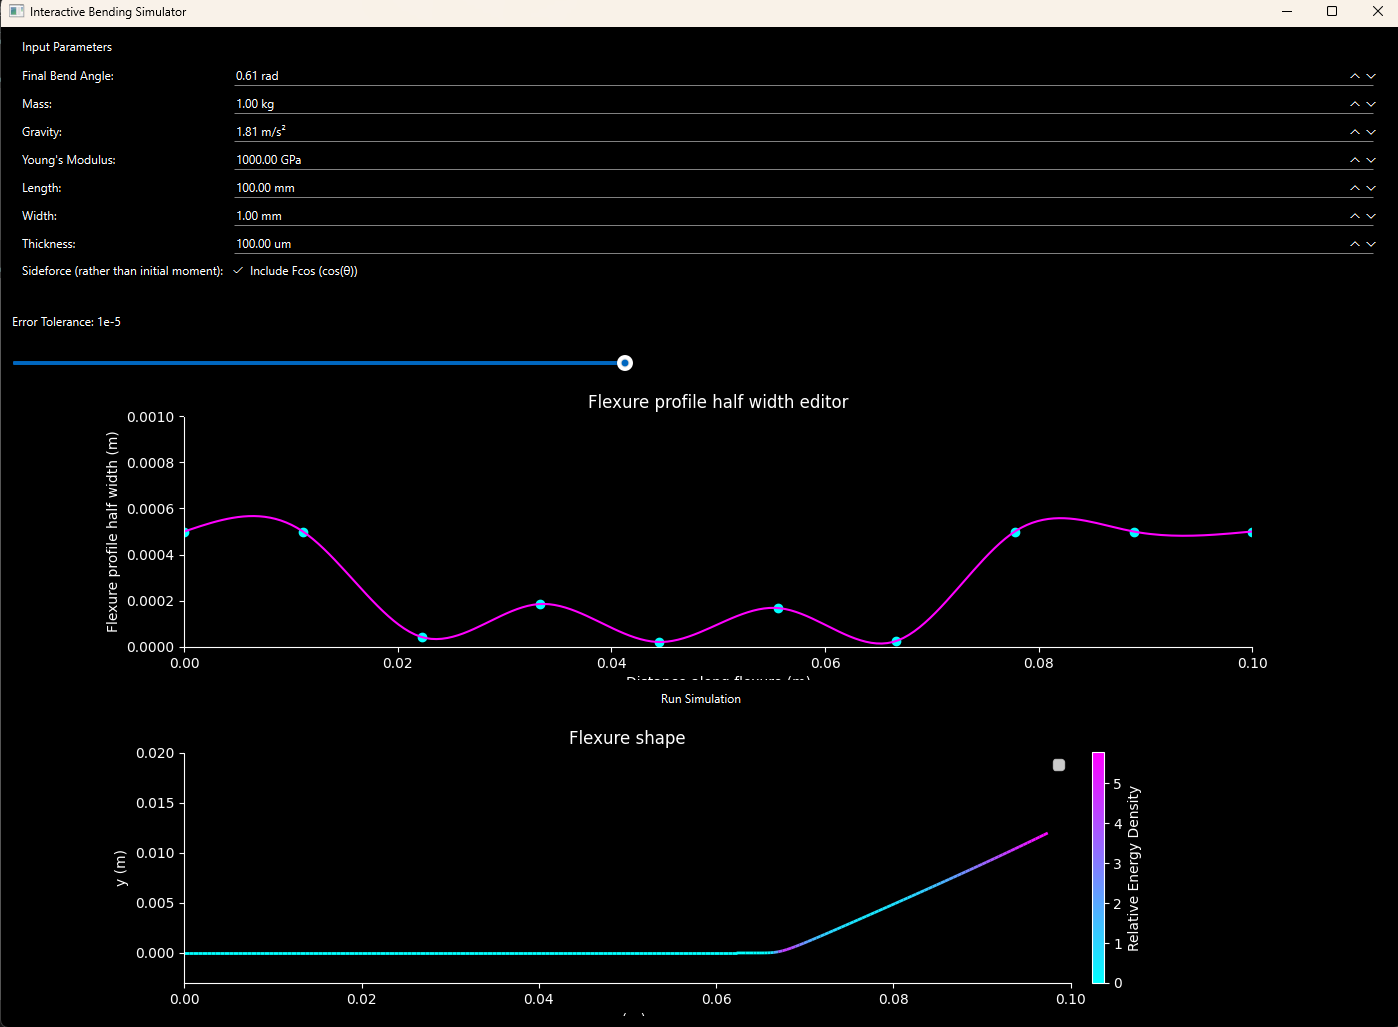 Interactive Bending Simulator
Input Parameters
Final Bend Angle: 0.61 rad
Mass: 1.00 kg
Gravity: 1.81 m/s²
Young's Modulus: 1000.00 GPa
Length: 100.00 mm
Width: 1.00 mm
Thickness: 100.00 um
Sideforce (rather than initial moment): ✓ Include Fcos (cos(θ))
Error Tolerance: 1e-5
Flexure profile half width editor
Flexure profile half width (m)
0.0010
0.0008
0.0006
0.0004
0.0002
0.0000
0.00 0.02 0.04 0.06 0.08 0.10
Distance along flexure (m)
Run Simulation
Flexure shape
y (m)
0.020
0.015
0.010
0.005
0.000
0.00 0.02 0.04 0.06 0.08 0.10
5
4
3
2
1
0
Relative Energy Density